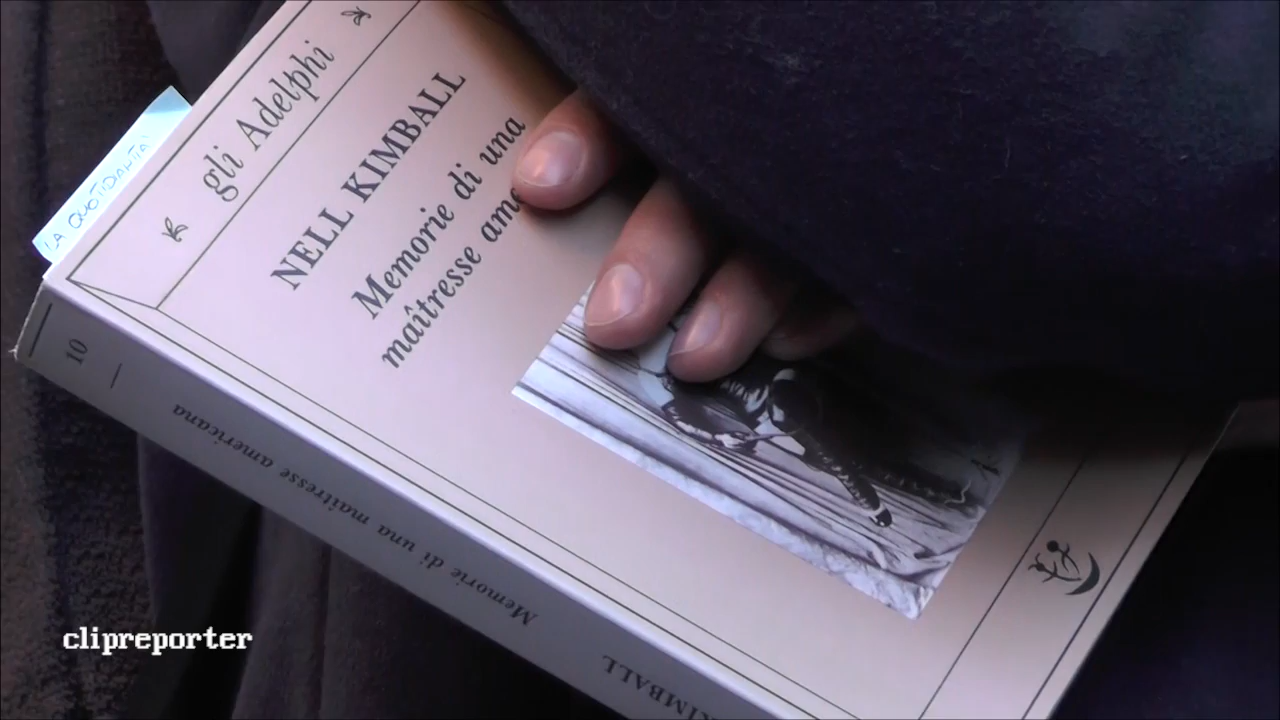 gli Adelphi
NELL KIMBALL
Memorie di una
maîtresse ame
LA QUOTIDIANITA'
10
Memorie di una maîtresse americana
KIMBALL
clipreporter